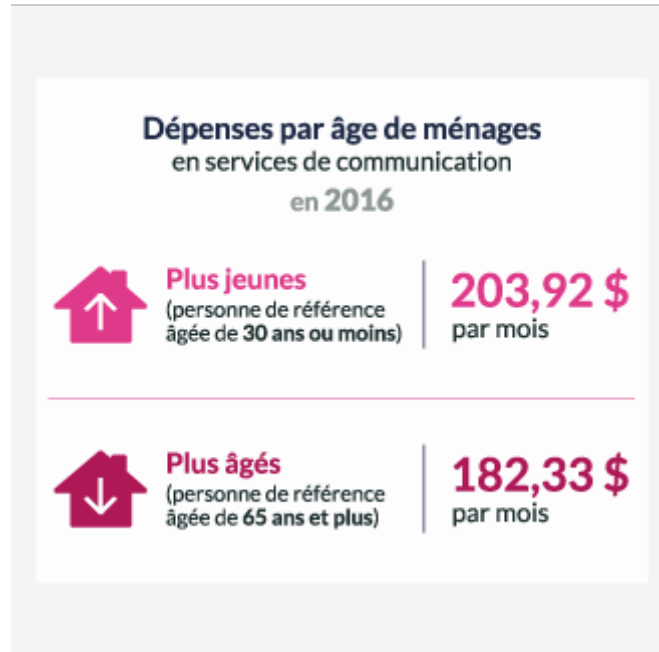 Dépenses par âge de ménages
en services de communication
en 2016
Plus jeunes
(personne de référence
âgée de 30 ans ou moins)
203,92 $
par mois
Plus âgés
(personne de référence
âgée de 65 ans et plus)
182,33 $
par mois